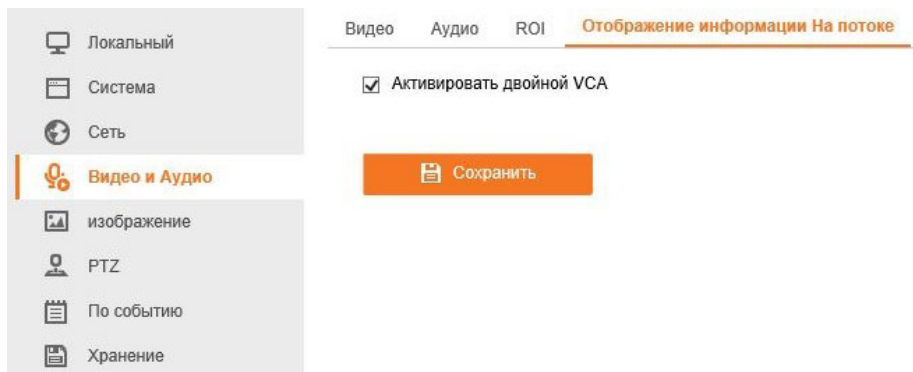 Локальный
Система
Сеть
Видео и Аудио
изображение
PTZ
По событию
Хранение
Видео Аудио ROI Отображение информации На потоке
Активировать двойной VCA
Сохранить